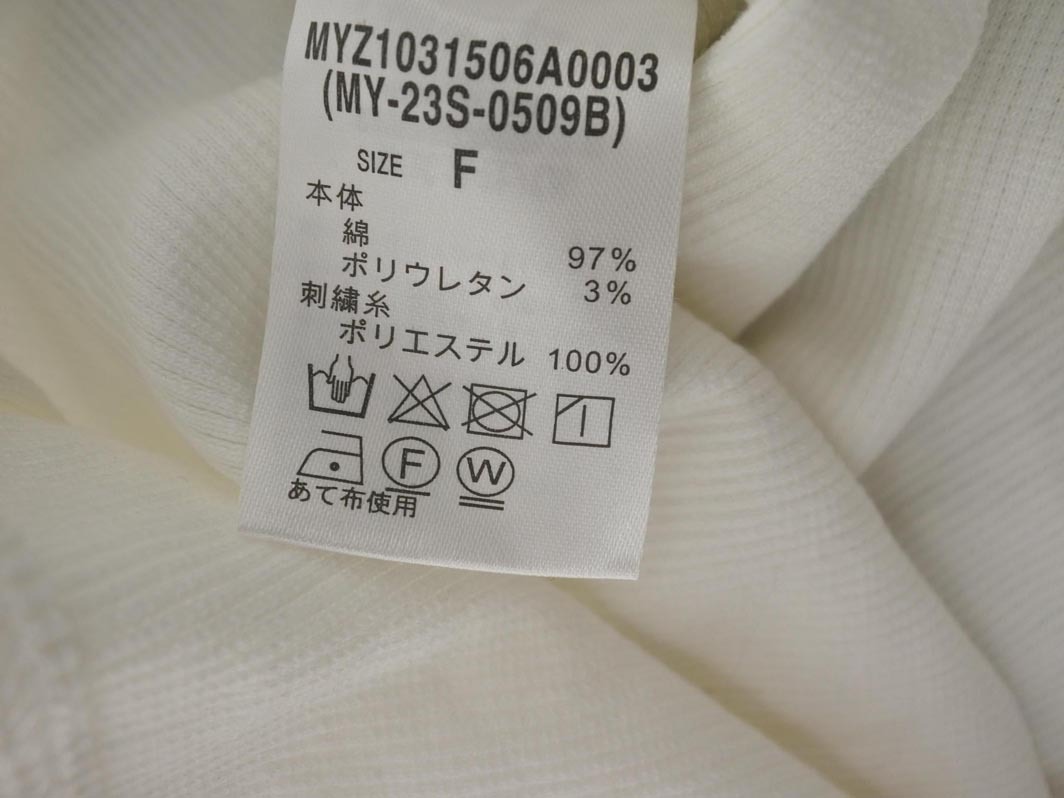 MYZ1031506A0003
(MY-23S-0509B)
SIZE F
本体
綿 97%
ポリウレタン 3%
刺繍糸
ポリエステル 100%
F W
あて布使用